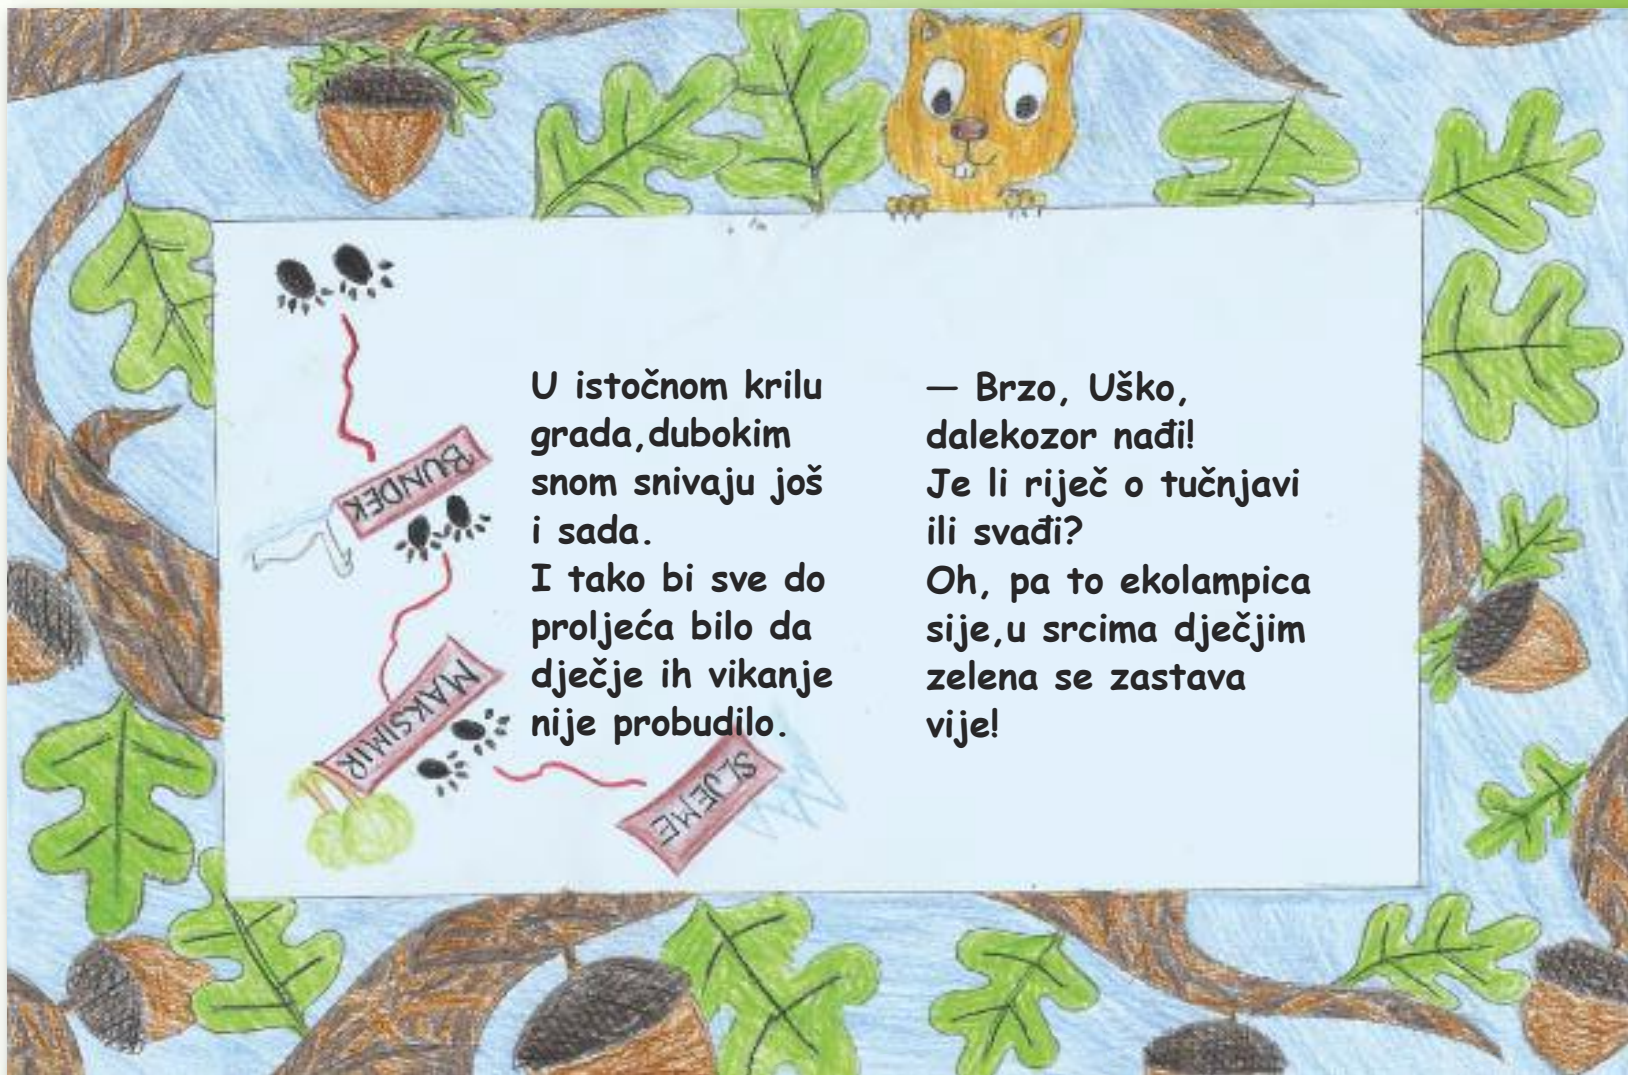 BUNDEK
MAKSIMIR
SLJEME
U istočnom krilu
grada,dubokim
snom snivaju još
i sada.
I tako bi sve do
proljeća bilo da
dječje ih vikanje
nije probudilo.
— Brzo, Uško,
dalekozor nađi!
Je li riječ o tučnjavi
ili svađi?
Oh, pa to ekolampica
sije,u srcima dječjim
zelena se zastava
vije!